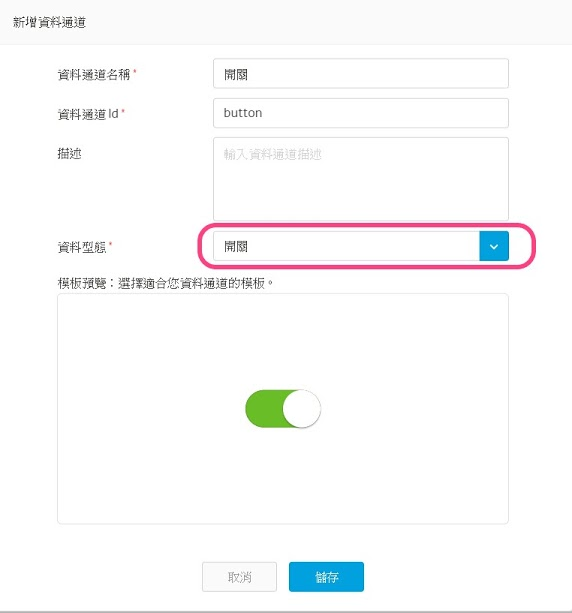 新增資料通道
資料通道名稱*
開關
資料通道 Id*
button
描述
輸入資料通道描述
資料型態*
開關
模板預覽：選擇適合您資料通道的模板。
取消 儲存